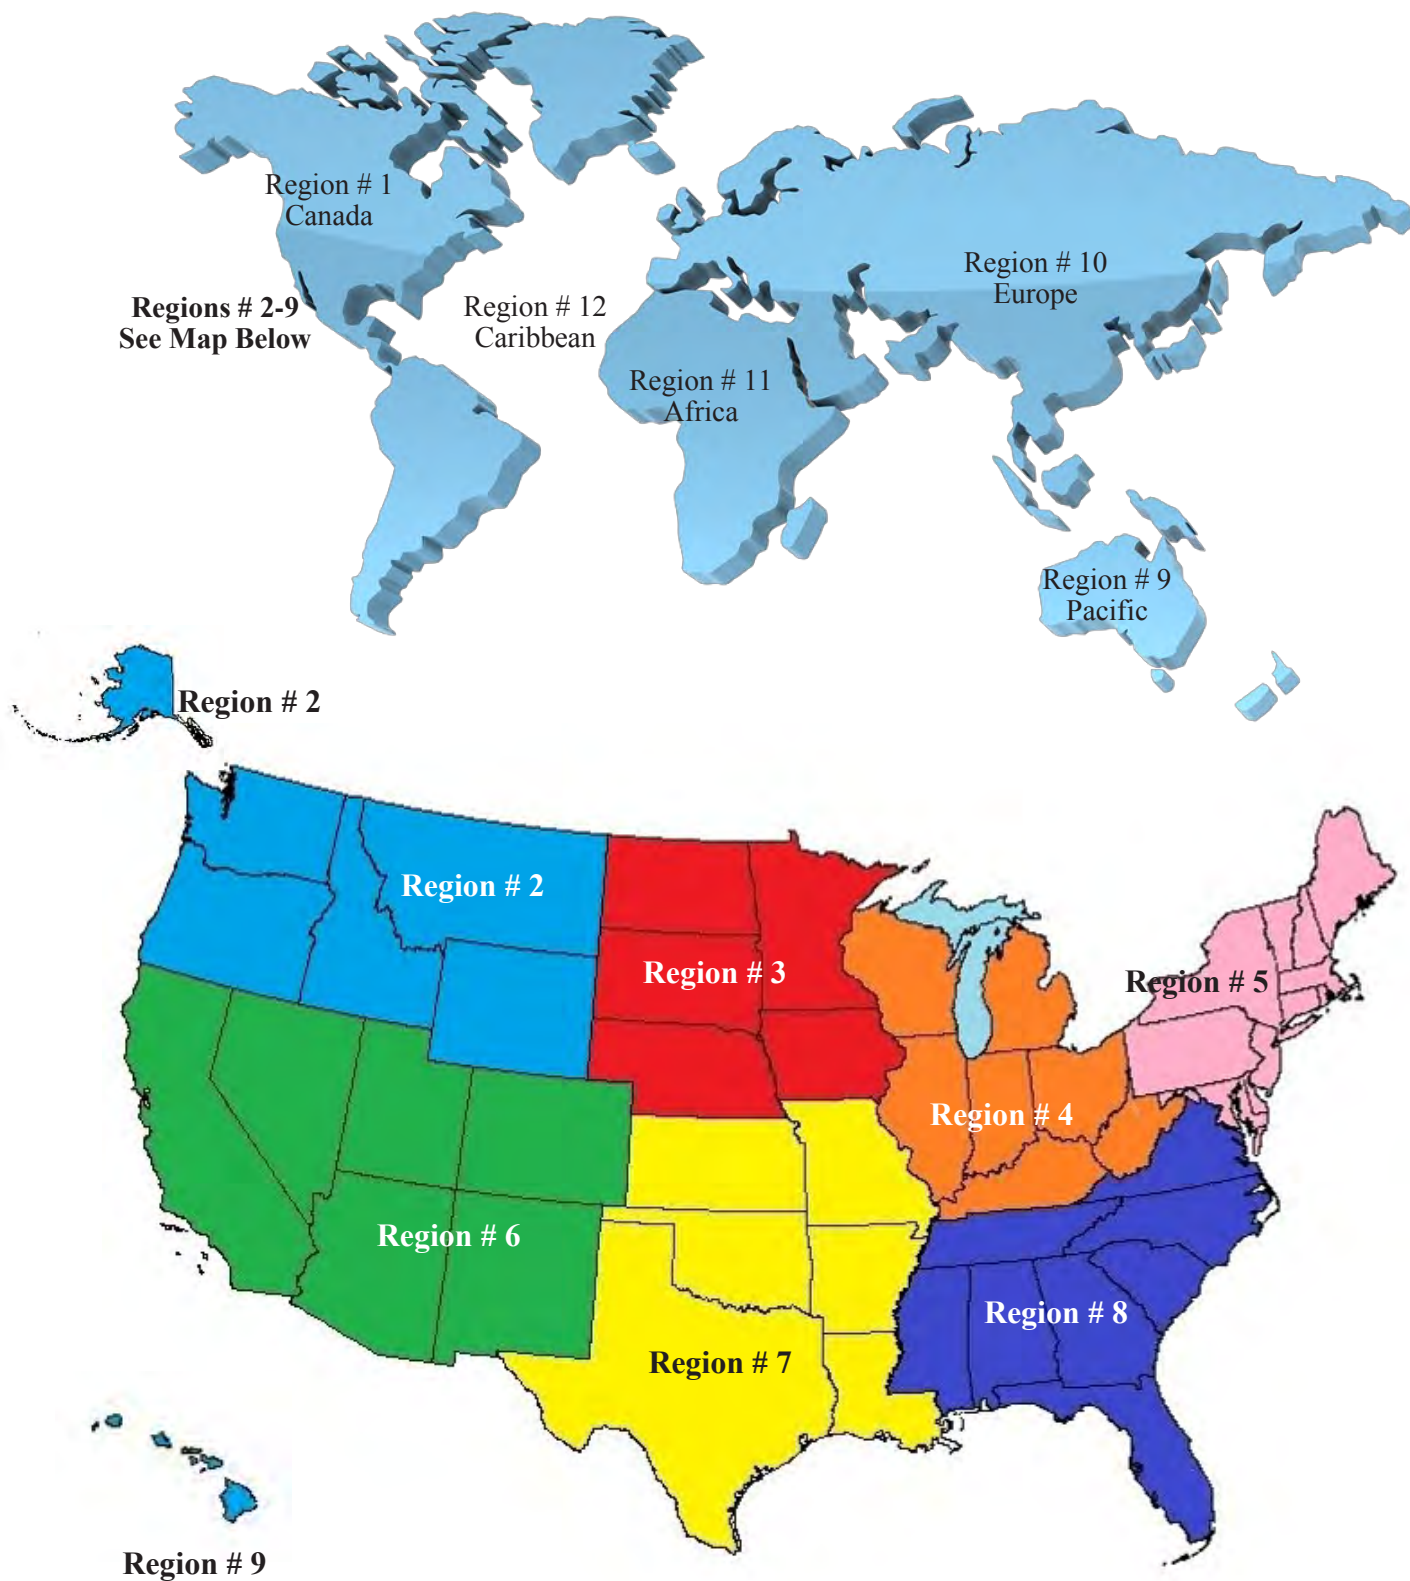 Region # 1
Canada
Region # 10
Europe
Regions # 2-9
See Map Below
Region # 12
Caribbean
Region # 11
Africa
Region # 9
Pacific
Region # 2
Region # 2
Region # 3
Region # 5
Region # 4
Region # 6
Region # 8
Region # 7
Region # 9